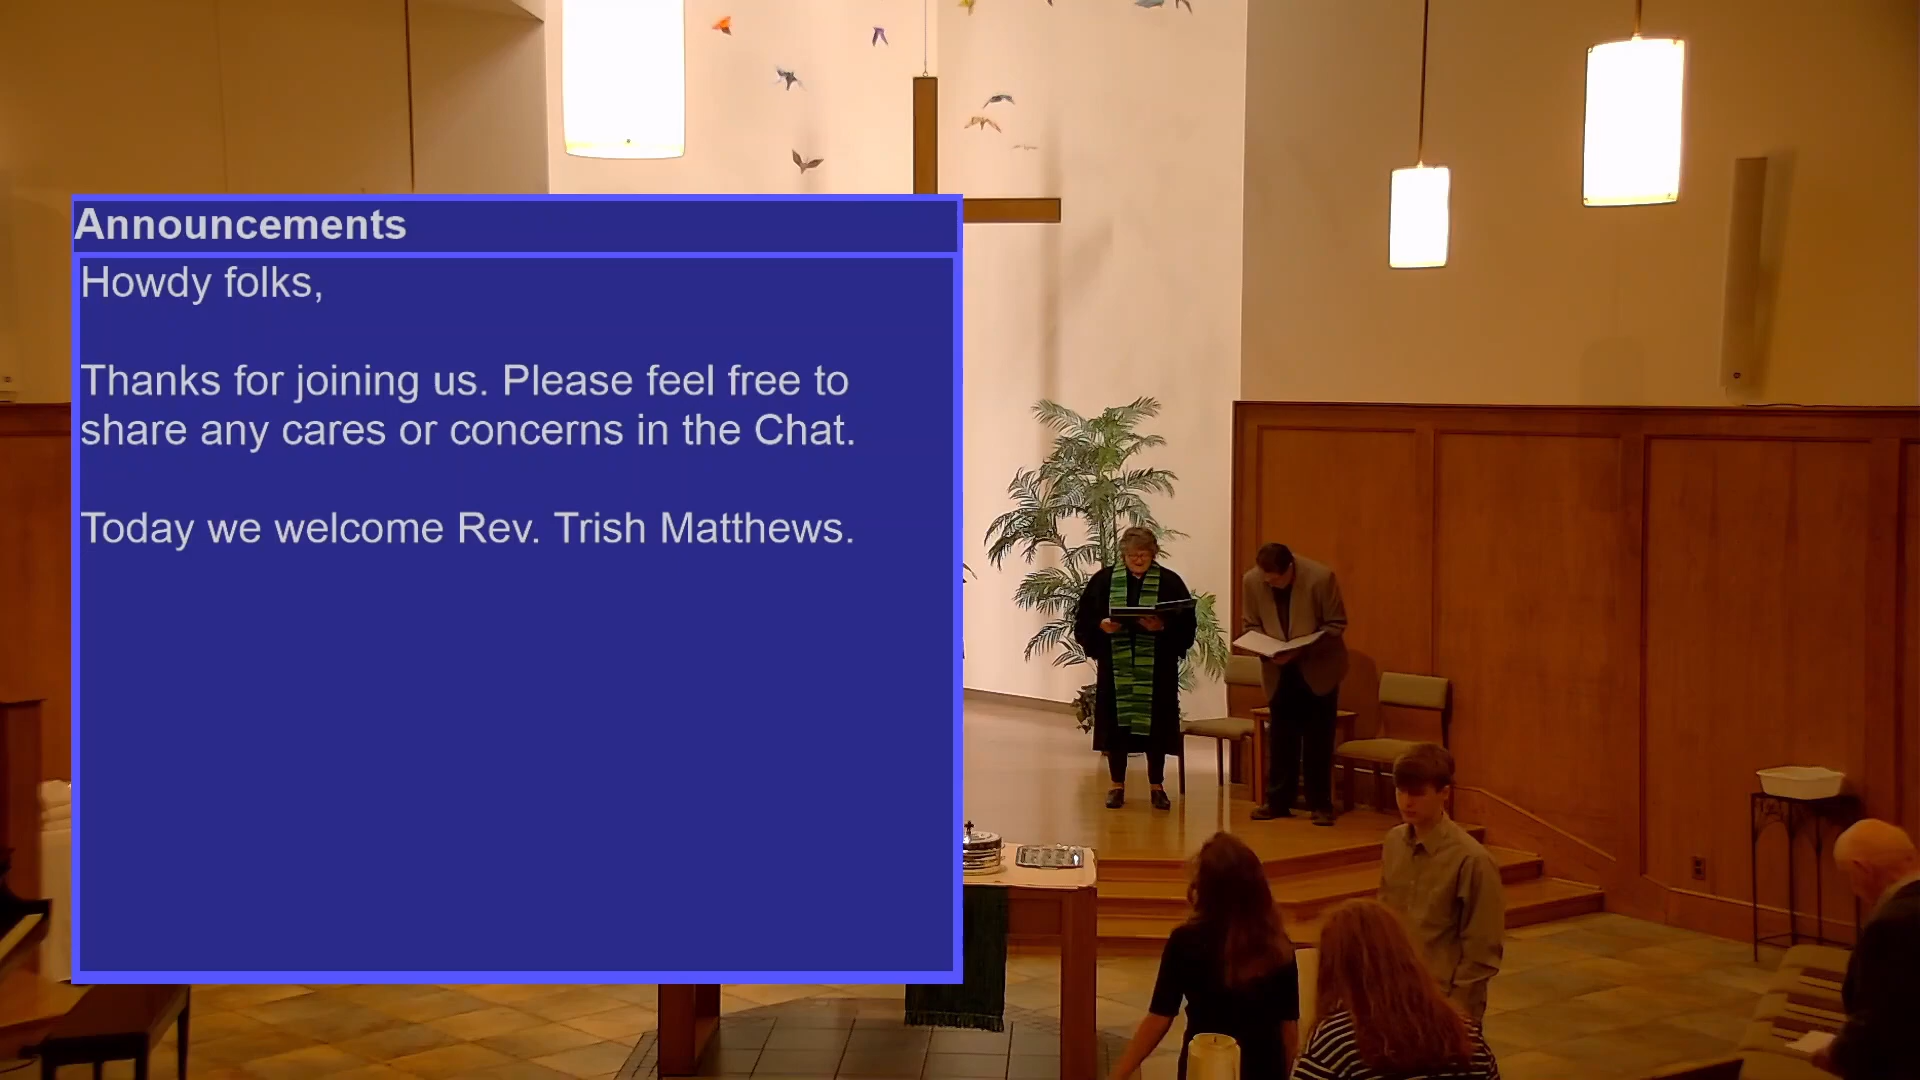 Announcements
Howdy folks,
Thanks for joining us. Please feel free to
share any cares or concerns in the Chat.
Today we welcome Rev. Trish Matthews.